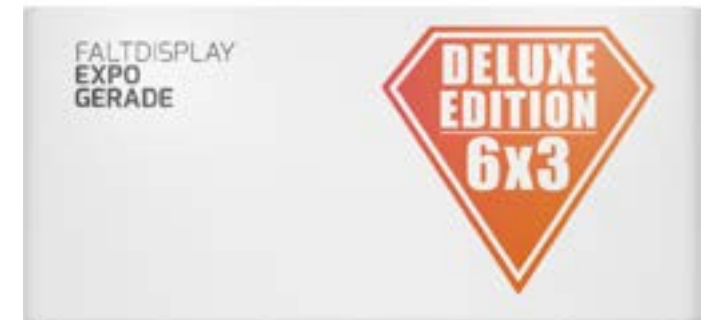 FALTDISPLAY
EXPO
GERADE
DELUXE
EDITION
6x3